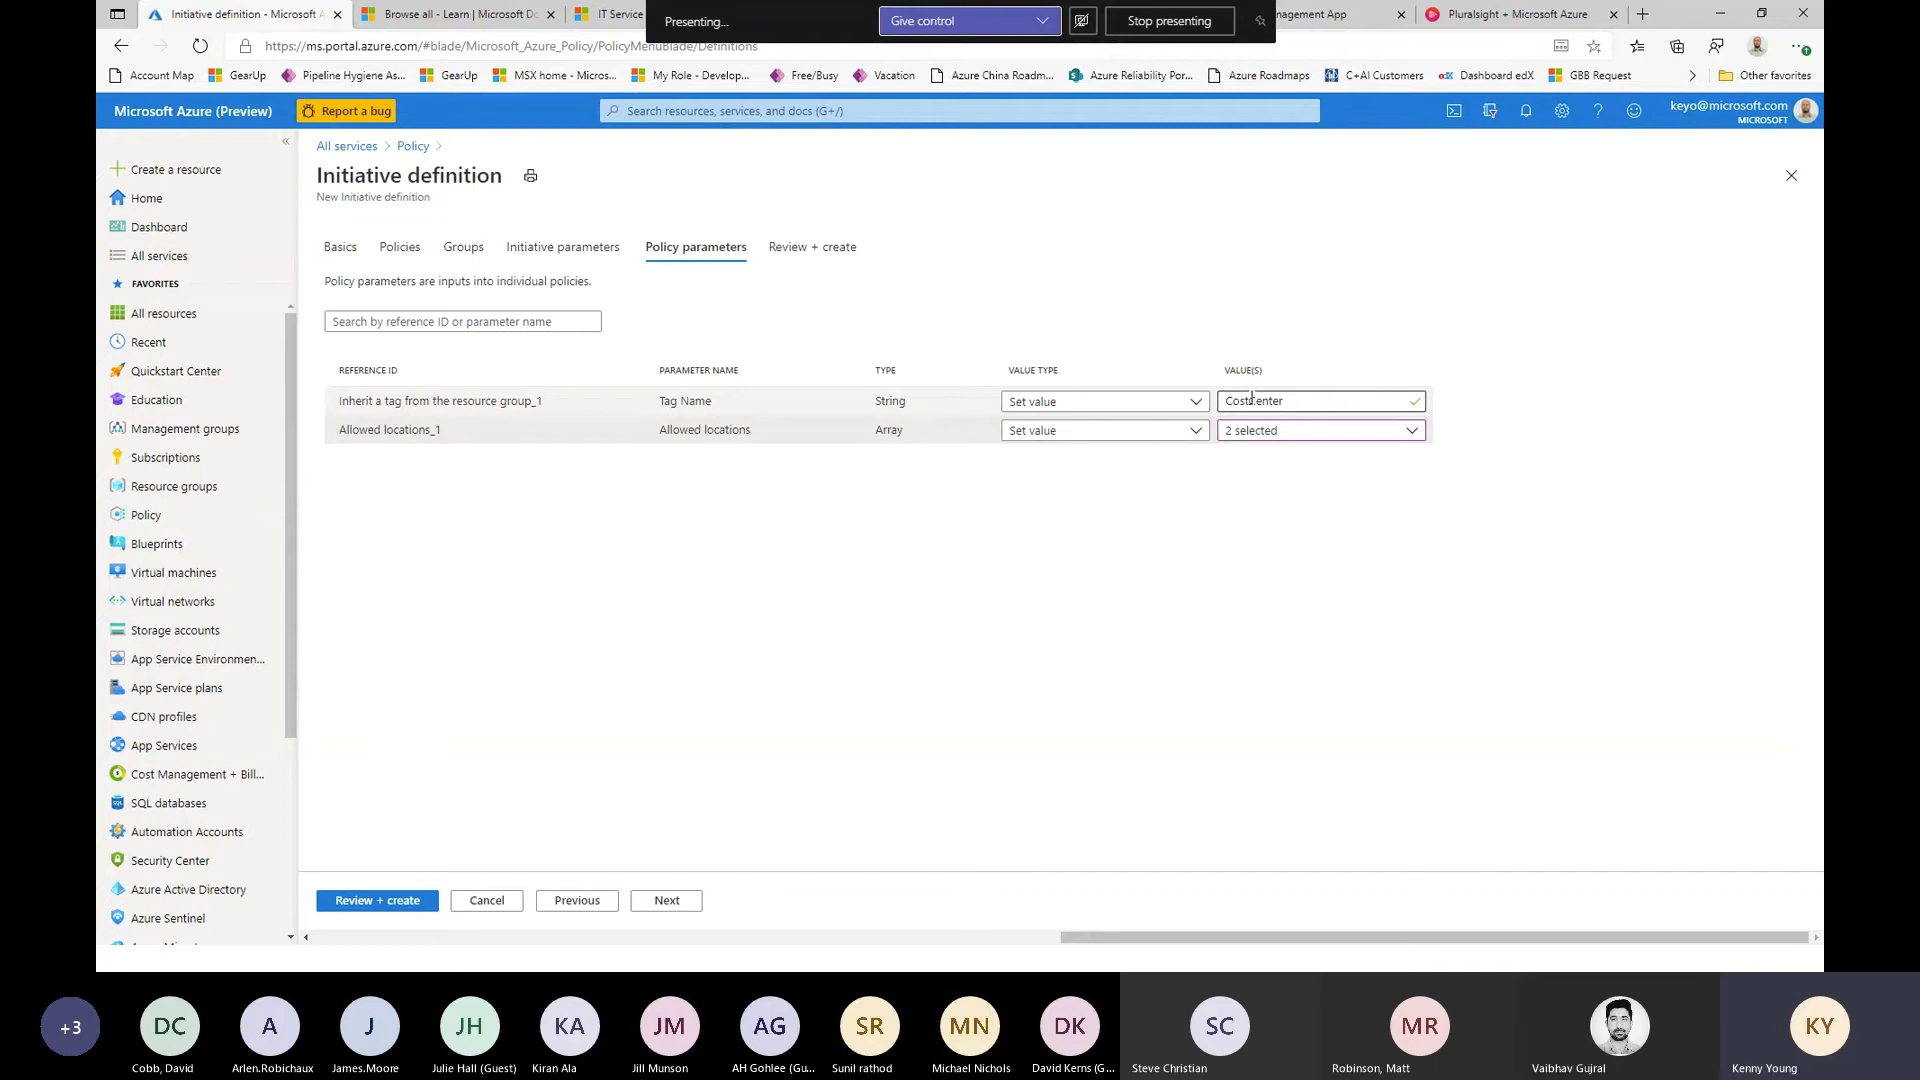 Initiative definition - Microsoft A
Browse all - Learn | Microsoft Do
IT Service
Presenting...
Give control
Stop presenting
nagement App
Pluralsight + Microsoft Azure
https://ms.portal.azure.com/#blade/Microsoft_Azure_Policy/PolicyMenuBlade/Definitions
Account Map
GearUp
Pipeline Hygiene As...
GearUp
MSX home - Micros...
My Role - Develop...
Free/Busy
Vacation
Azure China Roadm...
Azure Reliability Por...
Azure Roadmaps
C+AI Customers
edX Dashboard edX
GBB Request
Other favorites
Microsoft Azure (Preview)
Report a bug
Search resources, services, and docs (G+/)
keyo@microsoft.com
MICROSOFT
All services > Policy >
Initiative definition
New Initiative definition
Create a resource
Home
Dashboard
All services
FAVORITES
All resources
Recent
Quickstart Center
Education
Management groups
Subscriptions
Resource groups
Policy
Blueprints
Virtual machines
Virtual networks
Storage accounts
App Service Environmen...
App Service plans
CDN profiles
App Services
Cost Management + Bill...
SQL databases
Automation Accounts
Security Center
Azure Active Directory
Azure Sentinel
Basics Policies Groups Initiative parameters Policy parameters Review + create
Policy parameters are inputs into individual policies.
Search by reference ID or parameter name
REFERENCE ID PARAMETER NAME TYPE VALUE TYPE VALUE(S)
Inherit a tag from the resource group_1 Tag Name String Set value CostCenter
Allowed locations_1 Allowed locations Array Set value 2 selected
Review + create Cancel Previous Next
+3 DC A J JH KA JM AG SR MN DK SC MR KY
Cobb, David Arlen.Robichaux James.Moore Julie Hall (Guest) Kiran Ala Jill Munson AH Gohlee (Gu... Sunil rathod Michael Nichols David Kerns (G... Steve Christian Robinson, Matt Vaibhav Gujral Kenny Young